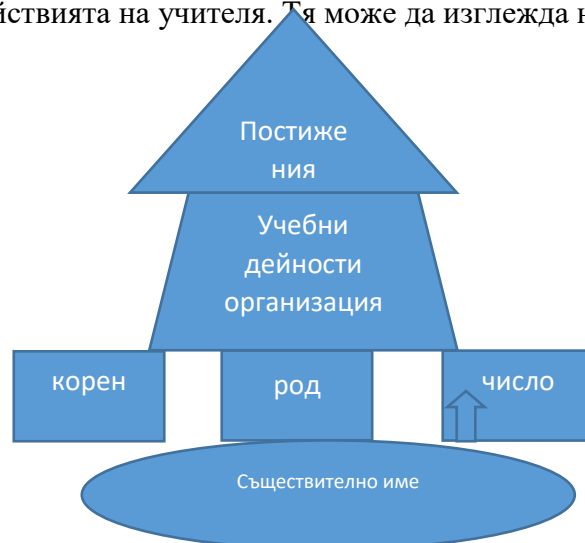 йствията на учителя. Тя може да изглежда н
Постиже
ния
Учебни
дейности
организация
корен род число
Съществително име